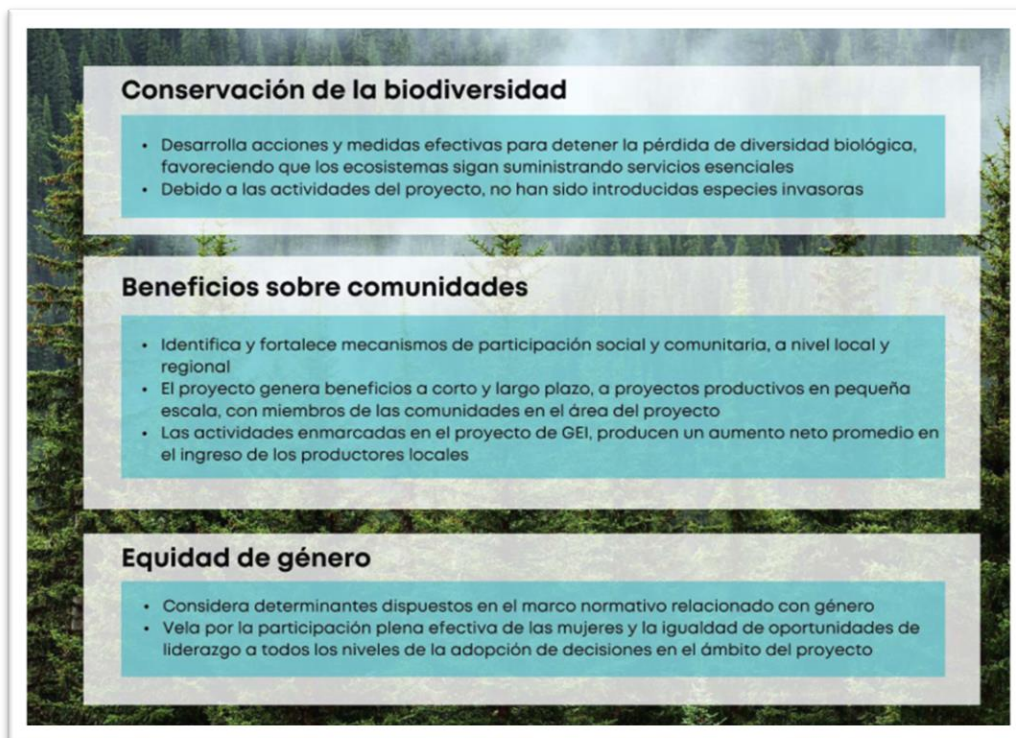 Conservación de la biodiversidad
• Desarrolla acciones y medidas efectivas para detener la pérdida de diversidad biológica,
favoreciendo que los ecosistemas sigan suministrando servicios esenciales
• Debido a las actividades del proyecto, no han sido introducidas especies invasoras
Beneficios sobre comunidades
• Identifica y fortalece mecanismos de participación social y comunitaria, a nivel local y
regional
• El proyecto genera beneficios a corto y largo plazo, a proyectos productivos en pequeña
escala, con miembros de las comunidades en el área del proyecto
• Las actividades enmarcadas en el proyecto de GEI, producen un aumento neto promedio en
el ingreso de los productores locales
Equidad de género
• Considera determinantes dispuestos en el marco normativo relacionado con género
• Vela por la participación plena efectiva de las mujeres y la igualdad de oportunidades de
liderazgo a todos los niveles de la adopción de decisiones en el ámbito del proyecto